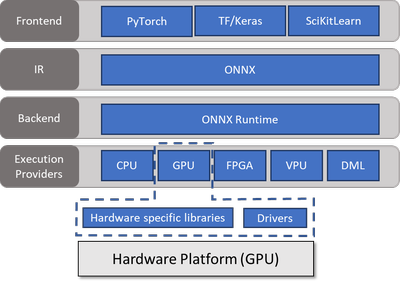 Frontend
PyTorch
TF/Keras
SciKitLearn
IR
ONNX
Backend
ONNX Runtime
Execution
Providers
CPU
GPU
FPGA
VPU
DML
Hardware specific libraries
Drivers
Hardware Platform (GPU)